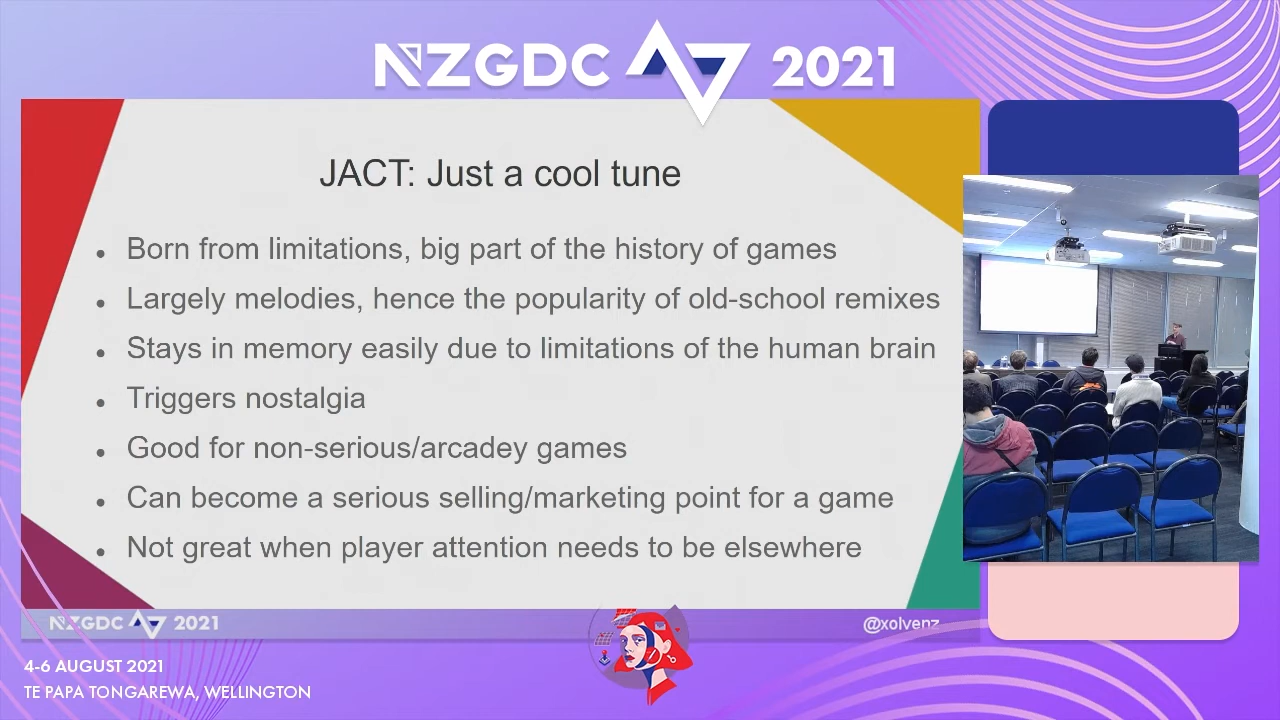 NZGDC 2021
JACT: Just a cool tune
Born from limitations, big part of the history of games
Largely melodies, hence the popularity of old-school remixes
Stays in memory easily due to limitations of the human brain
Triggers nostalgia
Good for non-serious/arcadey games
Can become a serious selling/marketing point for a game
Not great when player attention needs to be elsewhere
NZGDC 2021
@xolvenz
4-6 AUGUST 2021
TE PAPA TONGAREWA, WELLINGTON